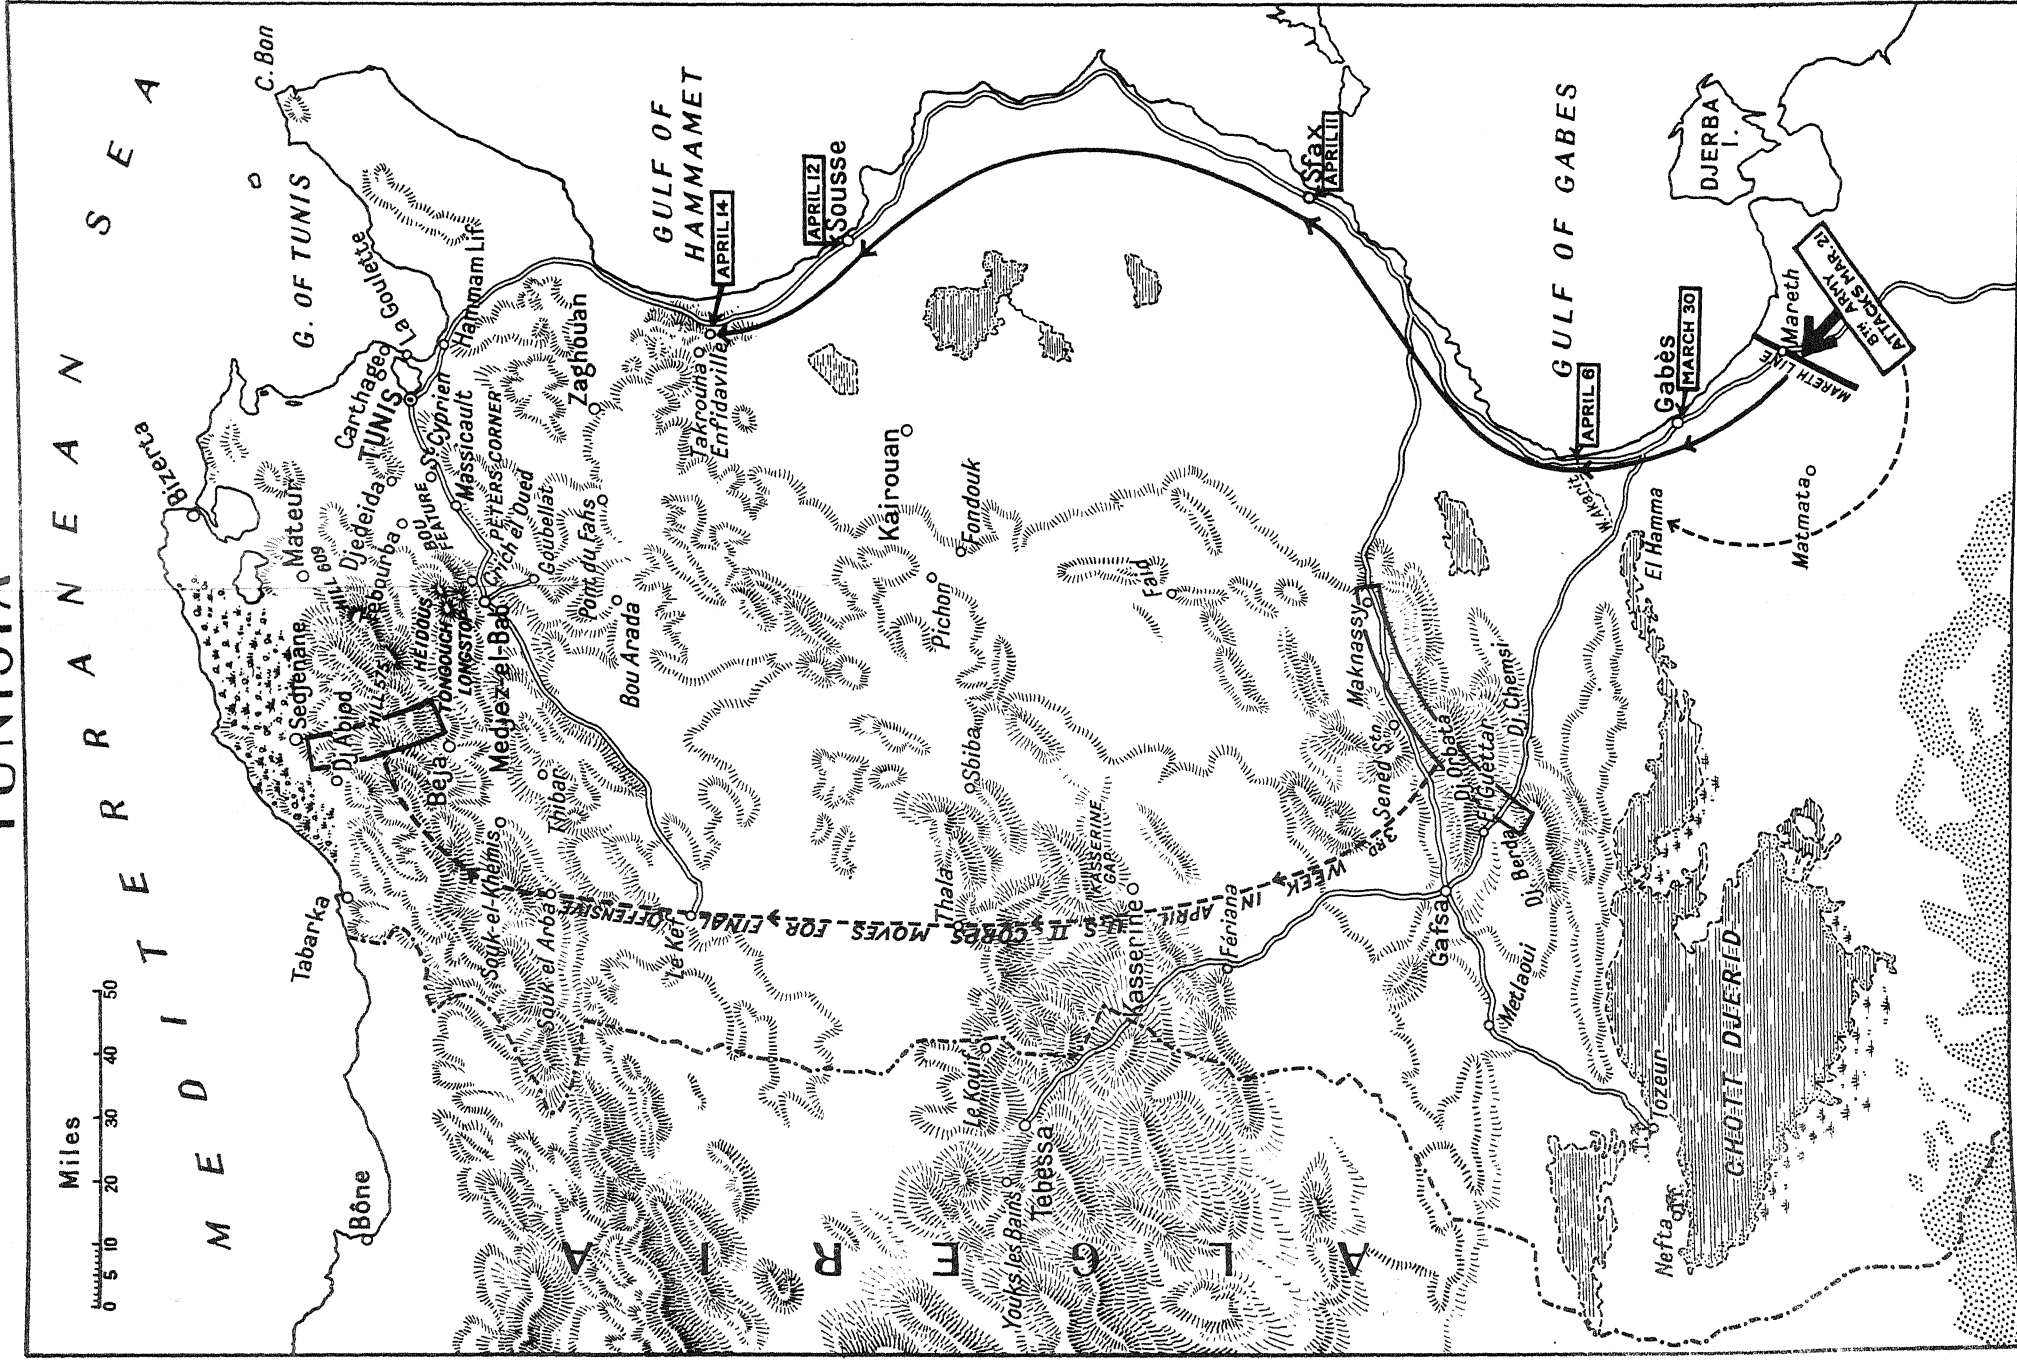 TUNISIA
MEDITERRANEAN SEA
Miles
0 5 10 20 30 40 50
C. Bon
G. OF TUNIS
GULF OF
HAMMAMET
GULF OF GABES
DJERBA
I.
Bizerta
Mateur
Carthage
La Goulette
TUNIS
Hammam Lif
St Cyprien
Massicault
PETERS CORNER
Djedeida
Tebourba
BOU
FEATURE
HILL 609
Crich el Oued
Goubellat
Sedjenane
HEIDOUS
TONGOUCHA
LONGSTOP
Medjez-el-Bab
HILL 575
Dj Abiod
Beja
Thibar
Tabarka
Souk-el-Khemis
Souk el Arba
Le Kef
Bône
Zaghouan
Pont du Fahs
Bou Arada
Takrouna
Enfidaville
APRIL 14
APRIL 12
Sousse
Kairouan
Fondouk
Pichon
Sbiba
Thala
KASSERINE
GAP
Kasserine
Le Kouif
Tebessa
Youks les Bains
Fériana
Faid
Sfax
APRIL 11
Maknassy
Sened Stn
Dj Orbata
El Guettar
Dj Chemsi
Dj Berda
Gafsa
Metlaoui
Tozeur
Nefta
CHOTT DJERID
APRIL 6
W. Akarit
El Hamma
Gabès
MARCH 30
Matmata
Mareth
MARETH LINE
8TH ARMY
ATTACKS MAR. 21
U.S. II CORPS MOVES FOR FINAL OFFENSIVE
3RD WEEK IN APRIL
ALGERIA